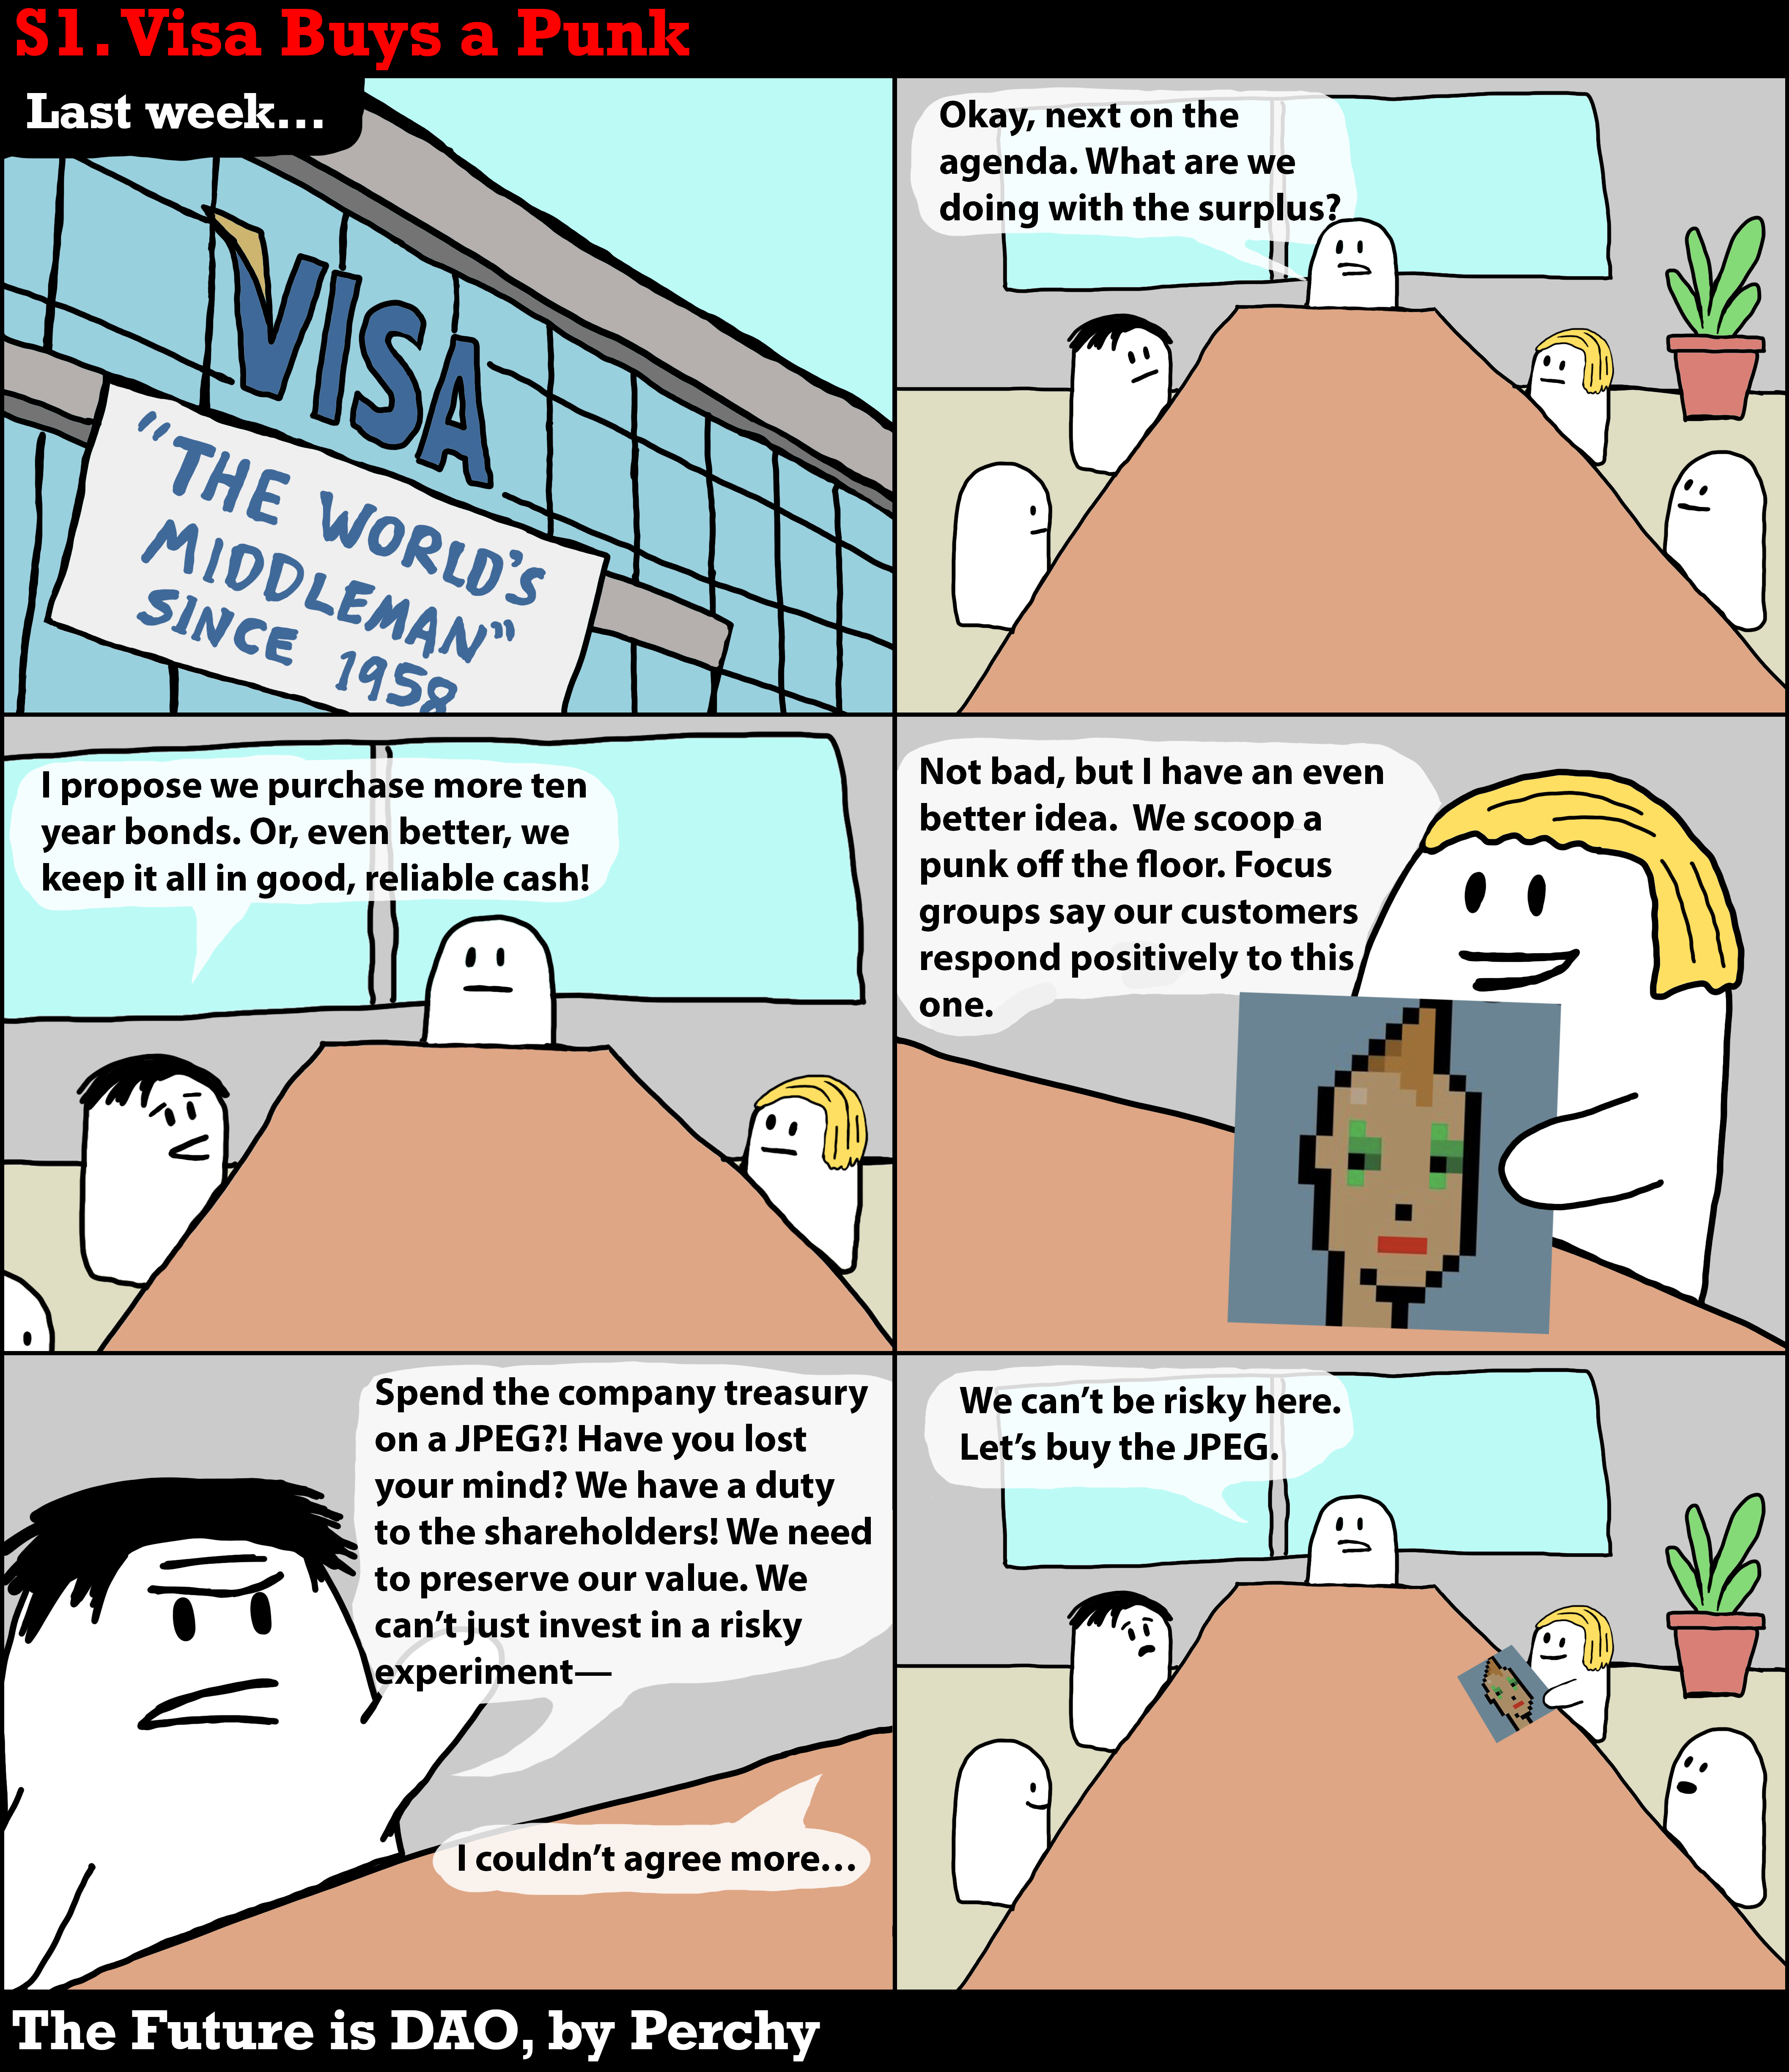 S1. Visa Buys a Punk
Last week...
VISA
"THE WORLD'S
MIDDLEMAN"
SINCE 1958
Okay, next on the
agenda. What are we
doing with the surplus?
I propose we purchase more ten
year bonds. Or, even better, we
keep it all in good, reliable cash!
Not bad, but I have an even
better idea.  We scoop a
punk off the floor. Focus
groups say our customers
respond positively to this
one.
Spend the company treasury
on a JPEG?! Have you lost
your mind? We have a duty
to the shareholders! We need
to preserve our value. We
can't just invest in a risky
experiment—
I couldn't agree more...
We can't be risky here.
Let's buy the JPEG.
The Future is DAO, by Perchy